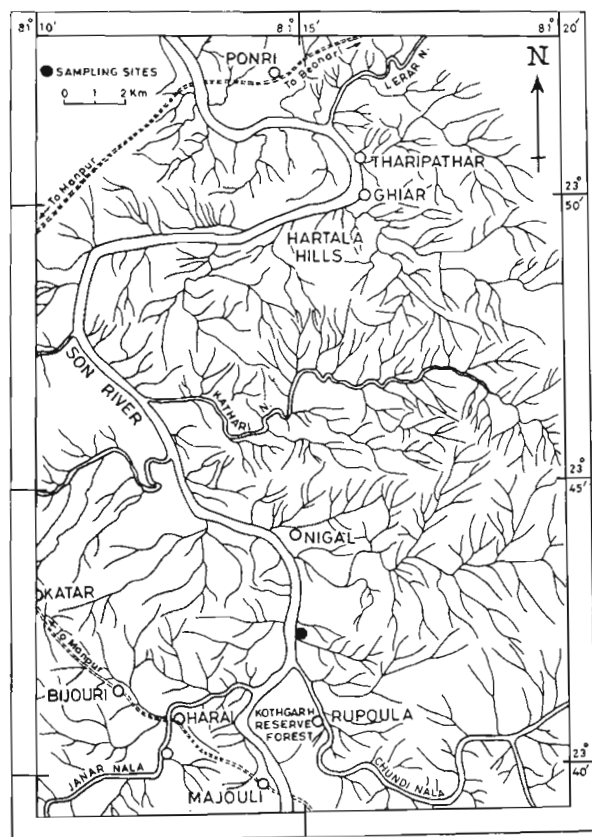 81° 10'
81° 15'
81° 20'
PONRI
To Beohar
LERAR N.
N
SAMPLING SITES
0 1 2 Km
THARIPATHAR
To Manpur
GHIAR
23° 50'
HARTALA
HILLS
SON RIVER
KATHARI N.
23° 45'
NIGAL
KATAR
To Manpur
BIJOURI
HARAI
KOTHGARH
RESERVE
FOREST
RUPOULA
23° 40'
JANAR NALA
MAJOULI
CHUNDI NALA